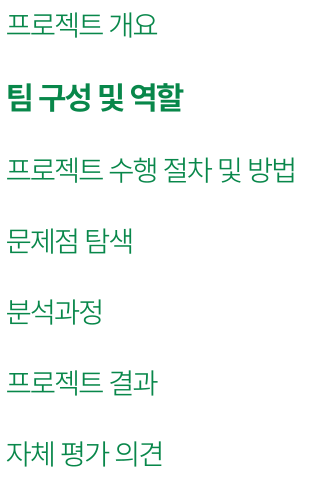 프로젝트 개요
팀 구성 및 역할
프로젝트 수행 절차 및 방법
문제점 탐색
분석과정
프로젝트 결과
자체 평가 의견